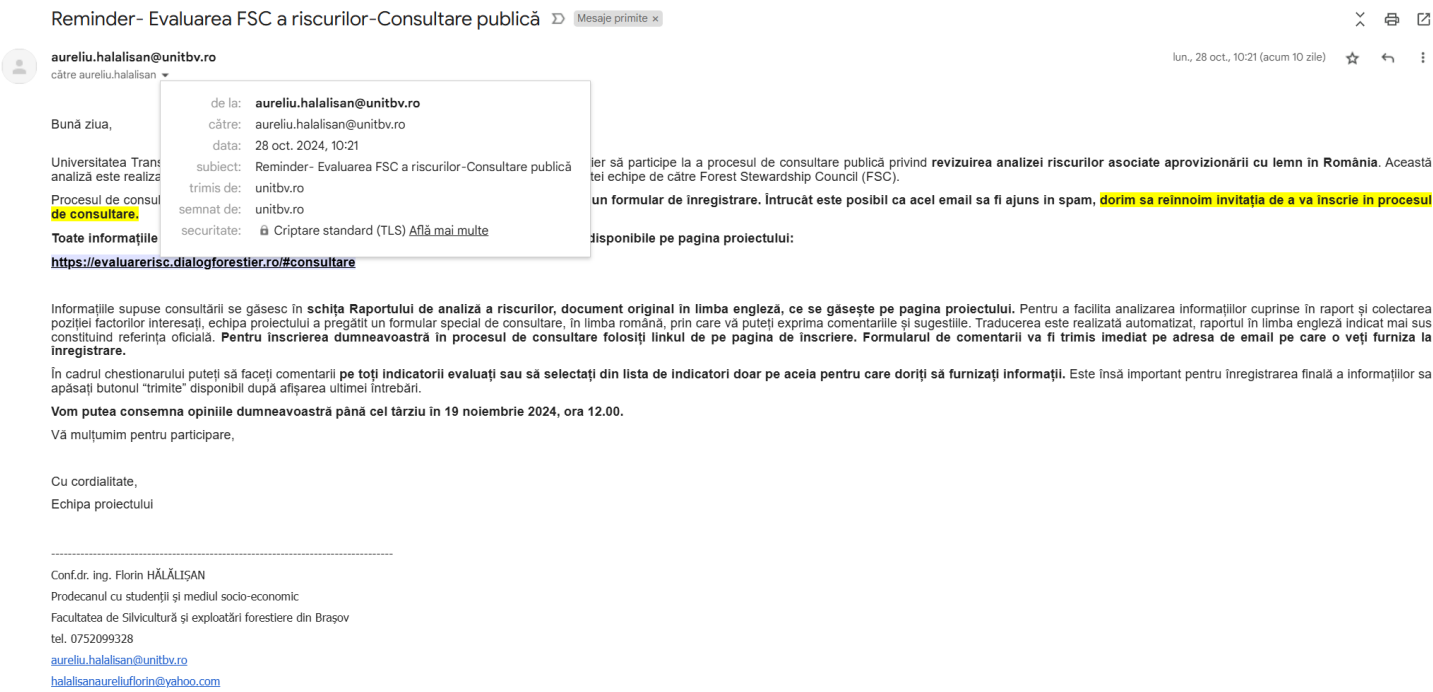 Reminder- Evaluarea FSC a riscurilor-Consultare publică Mesaje primite ×
aureliu.halalisan@unitbv.ro
lun., 28 oct., 10:21 (acum 10 zile)
către aureliu.halalisan
de la: aureliu.halalisan@unitbv.ro
către: aureliu.halalisan@unitbv.ro
data: 28 oct. 2024, 10:21
subiect: Reminder- Evaluarea FSC a riscurilor-Consultare publică
trimis de: unitbv.ro
semnat de: unitbv.ro
securitate: Criptare standard (TLS) Află mai multe
Bună ziua,
Universitatea Trans ier să participe la a procesul de consultare publică privind revizuirea analizei riscurilor asociate aprovizionării cu lemn în România. Această
analiză este realiza tei echipe de către Forest Stewardship Council (FSC).
Procesul de consul un formular de înregistrare. Întrucât este posibil ca acel email sa fi ajuns in spam, dorim sa reînnoim invitația de a va înscrie in procesul
de consultare.
Toate informațiile disponibile pe pagina proiectului:
https://evaluarerisc.dialogforestier.ro/#consultare
Informațiile supuse consultării se găsesc în schița Raportului de analiză a riscurilor, document original în limba engleză, ce se găsește pe pagina proiectului. Pentru a facilita analizarea informațiilor cuprinse în raport și colectarea
poziției factorilor interesați, echipa proiectului a pregătit un formular special de consultare, în limba română, prin care vă puteți exprima comentariile și sugestiile. Traducerea este realizată automatizat, raportul în limba engleză indicat mai sus
constituind referința oficială. Pentru înscrierea dumneavoastră în procesul de consultare folosiți linkul de pe pagina de înscriere. Formularul de comentarii va fi trimis imediat pe adresa de email pe care o veți furniza la
înregistrare.
În cadrul chestionarului puteți să faceți comentarii pe toți indicatorii evaluați sau să selectați din lista de indicatori doar pe aceia pentru care doriți să furnizați informații. Este însă important pentru înregistrarea finală a informațiilor sa
apăsați butonul “trimite” disponibil după afișarea ultimei întrebări.
Vom putea consemna opiniile dumneavoastră până cel târziu în 19 noiembrie 2024, ora 12.00.
Vă mulțumim pentru participare,
Cu cordialitate,
Echipa proiectului
Conf.dr. ing. Florin HĂLĂLIȘAN
Prodecanul cu studenții și mediul socio-economic
Facultatea de Silvicultură și exploatări forestiere din Brașov
tel. 0752099328
aureliu.halalisan@unitbv.ro
halalisanaureliuflorin@yahoo.com